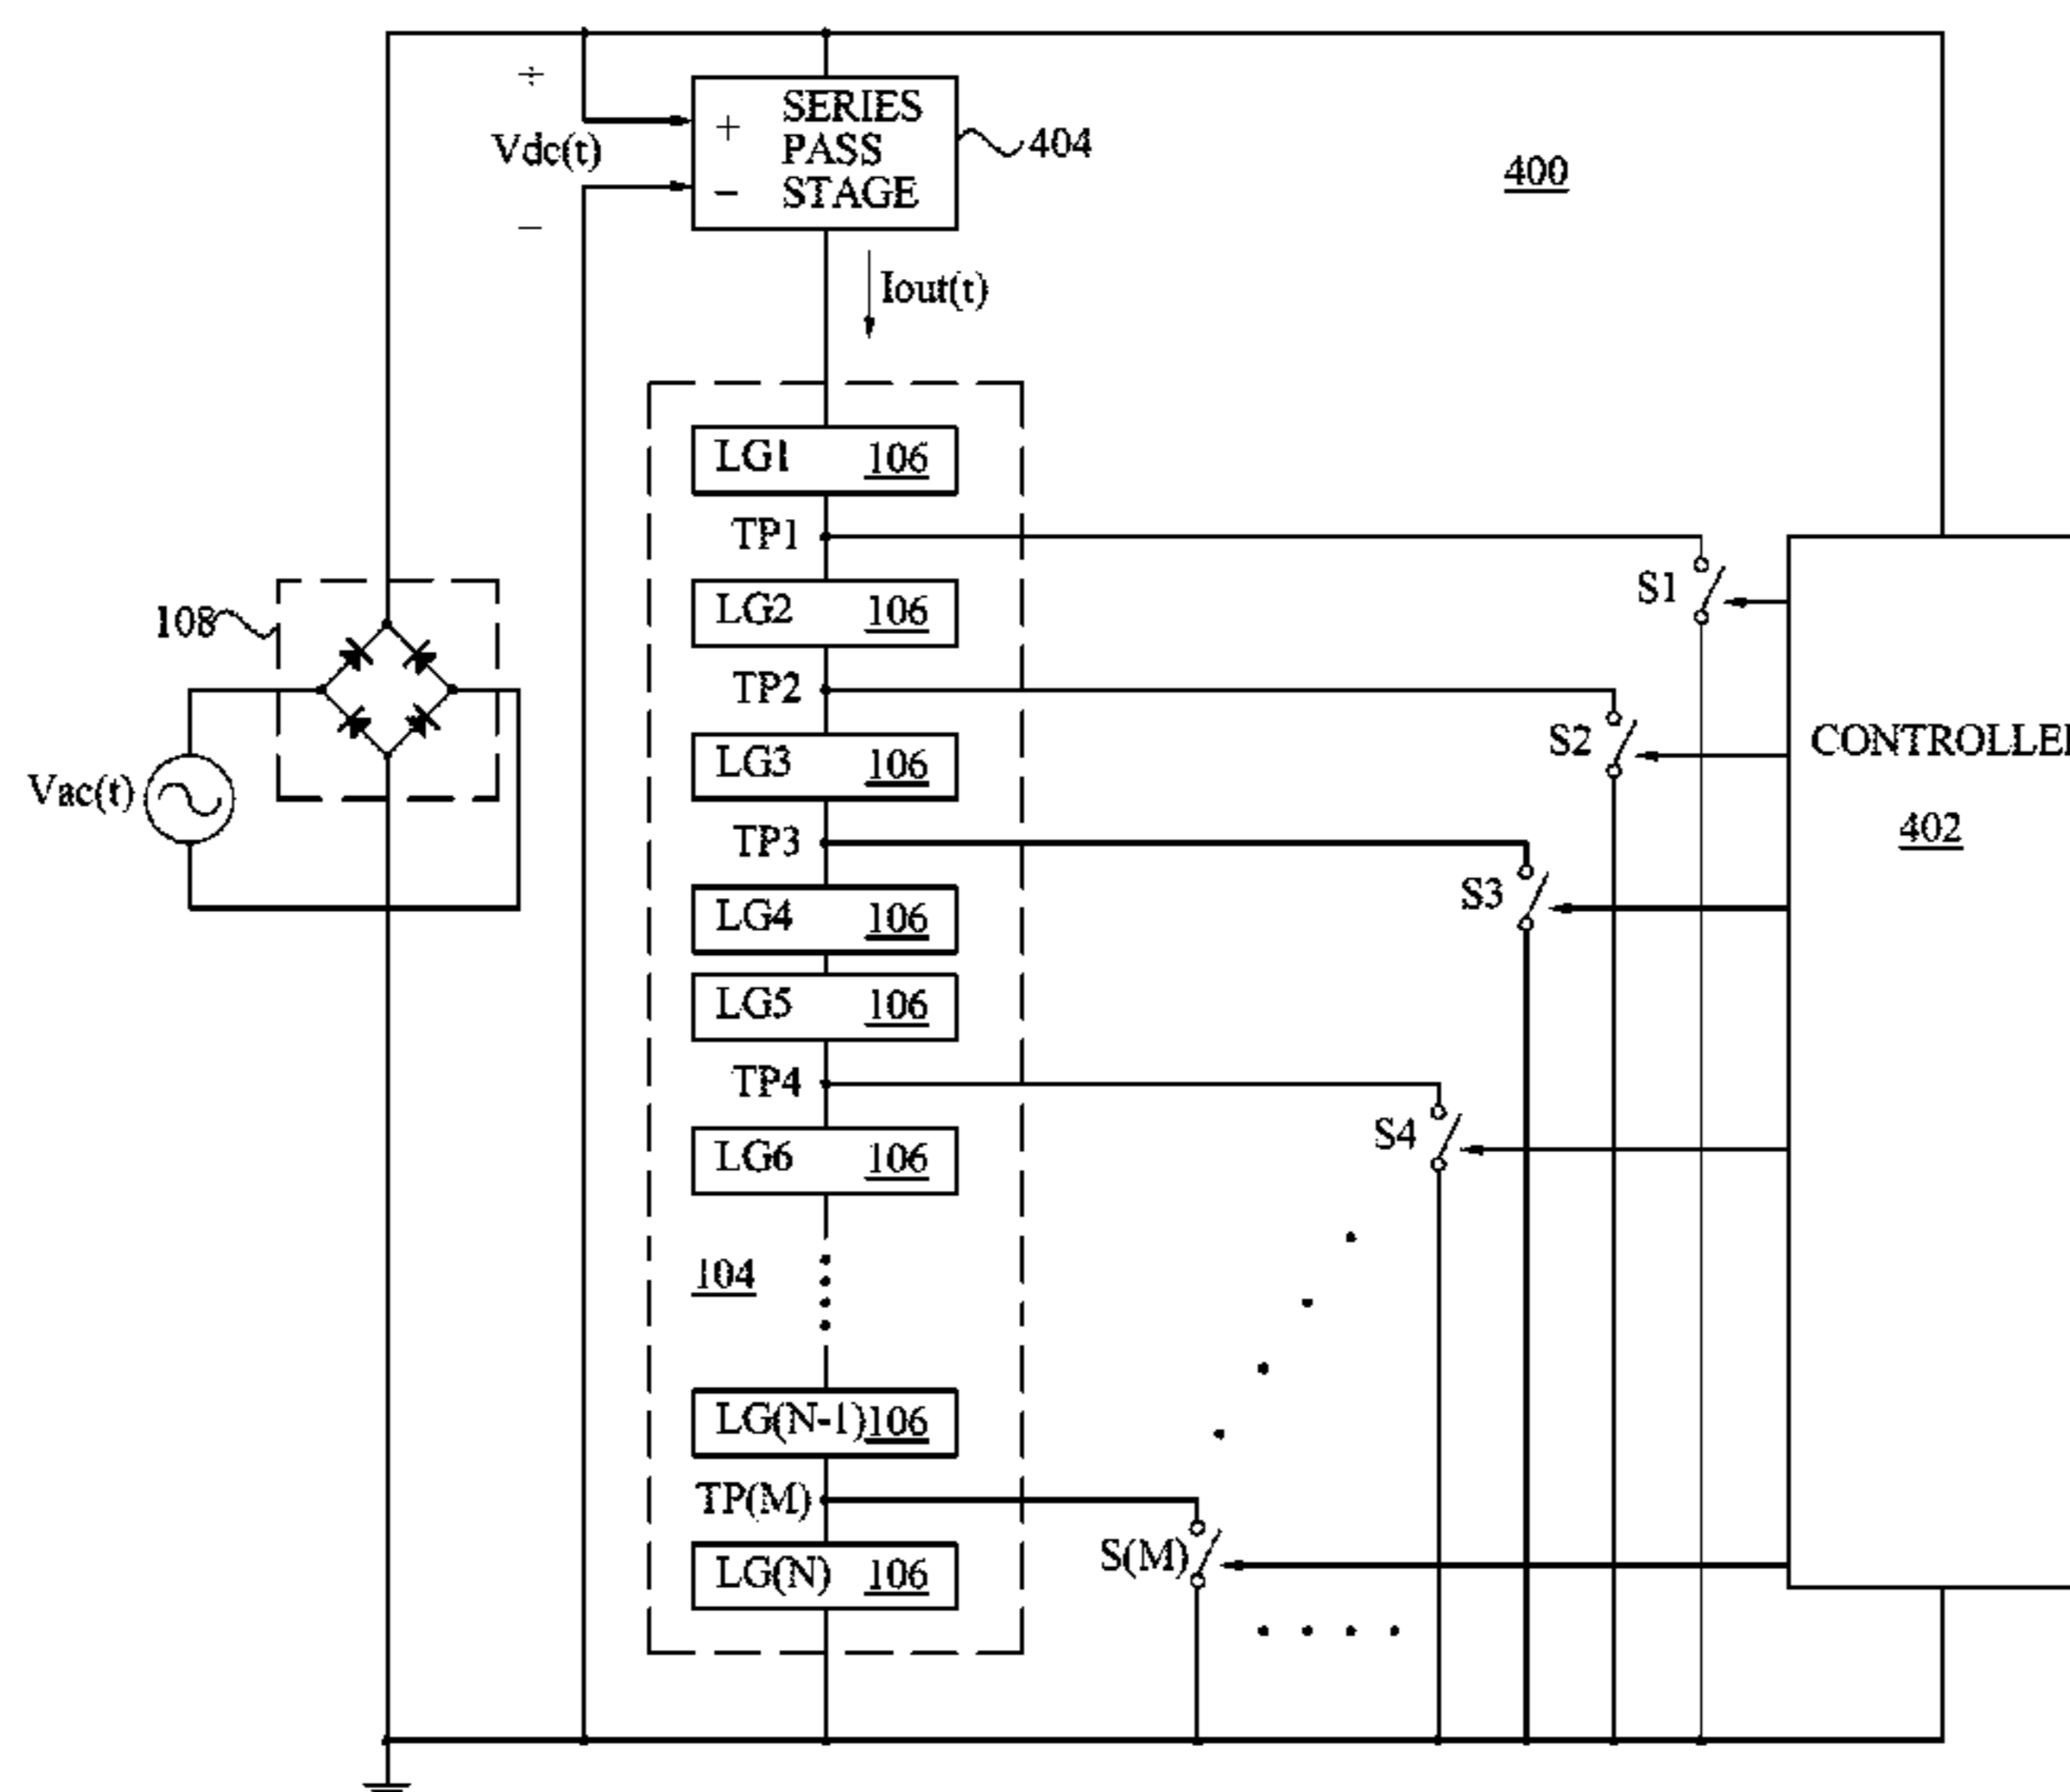 +
Vdc(t)
−
+ SERIES
PASS
− STAGE
404
400
Iout(t)
LG1 106
TP1
S1
LG2 106
108
TP2
S2
CONTROLLE
LG3 106
Vac(t)
402
TP3
S3
LG4 106
LG5 106
TP4
S4
LG6 106
104
LG(N-1) 106
TP(M)
S(M)
LG(N) 106